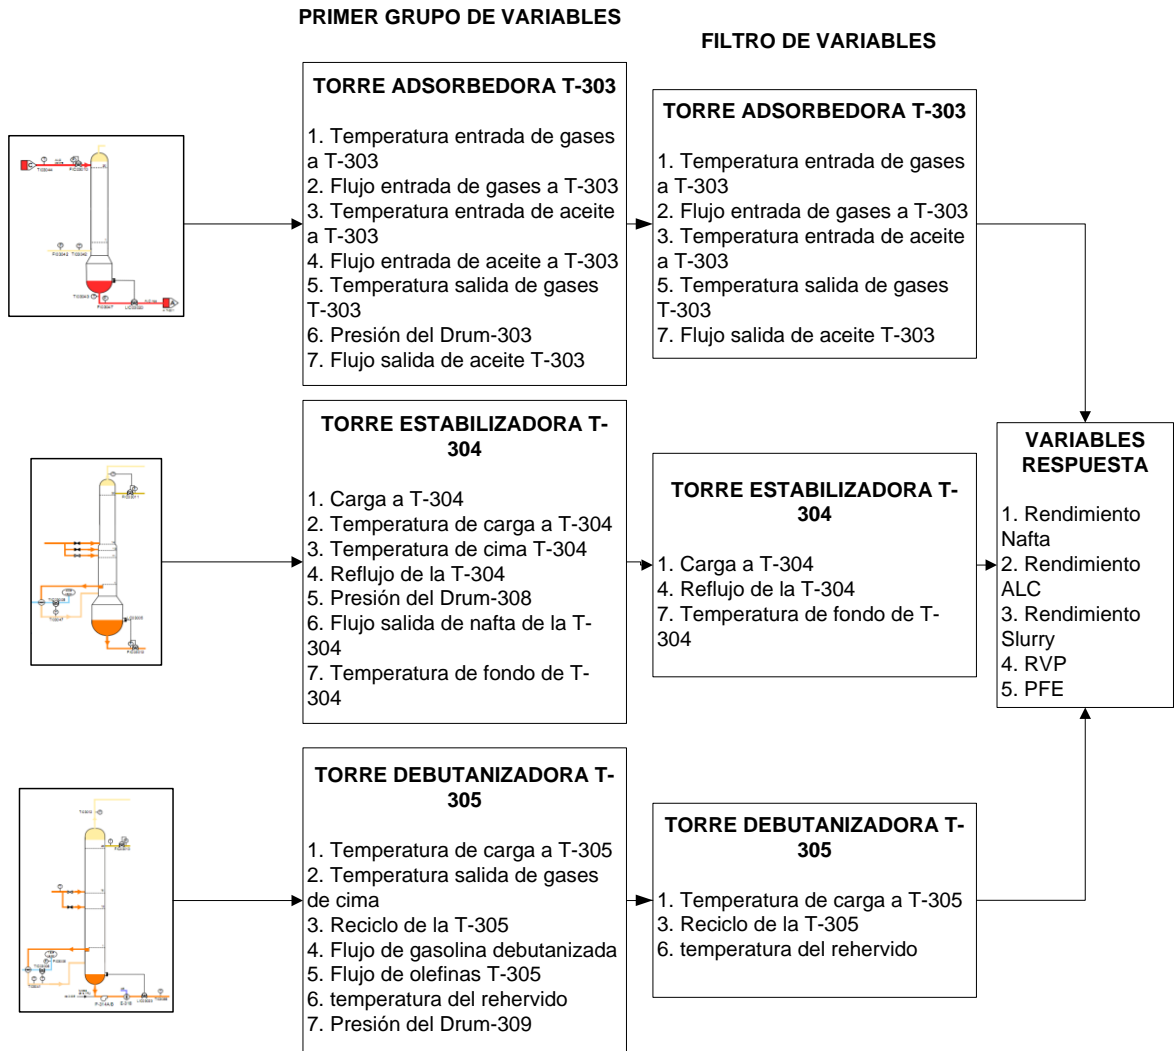 PRIMER GRUPO DE VARIABLES
FILTRO DE VARIABLES
TORRE ADSORBEDORA T-303
1. Temperatura entrada de gases
a T-303
2. Flujo entrada de gases a T-303
3. Temperatura entrada de aceite
a T-303
4. Flujo entrada de aceite a T-303
5. Temperatura salida de gases
T-303
6. Presión del Drum-303
7. Flujo salida de aceite T-303
TORRE ADSORBEDORA T-303
1. Temperatura entrada de gases
a T-303
2. Flujo entrada de gases a T-303
3. Temperatura entrada de aceite
a T-303
5. Temperatura salida de gases
T-303
7. Flujo salida de aceite T-303
TORRE ESTABILIZADORA T-
304
1. Carga a T-304
2. Temperatura de carga a T-304
3. Temperatura de cima T-304
4. Reflujo de la T-304
5. Presión del Drum-308
6. Flujo salida de nafta de la T-
304
7. Temperatura de fondo de T-
304
TORRE ESTABILIZADORA T-
304
1. Carga a T-304
4. Reflujo de la T-304
7. Temperatura de fondo de T-
304
VARIABLES
RESPUESTA
1. Rendimiento
Nafta
2. Rendimiento
ALC
3. Rendimiento
Slurry
4. RVP
5. PFE
TORRE DEBUTANIZADORA T-
305
1. Temperatura de carga a T-305
2. Temperatura salida de gases
de cima
3. Reciclo de la T-305
4. Flujo de gasolina debutanizada
5. Flujo de olefinas T-305
6. temperatura del rehervido
7. Presión del Drum-309
TORRE DEBUTANIZADORA T-
305
1. Temperatura de carga a T-305
3. Reciclo de la T-305
6. temperatura del rehervido